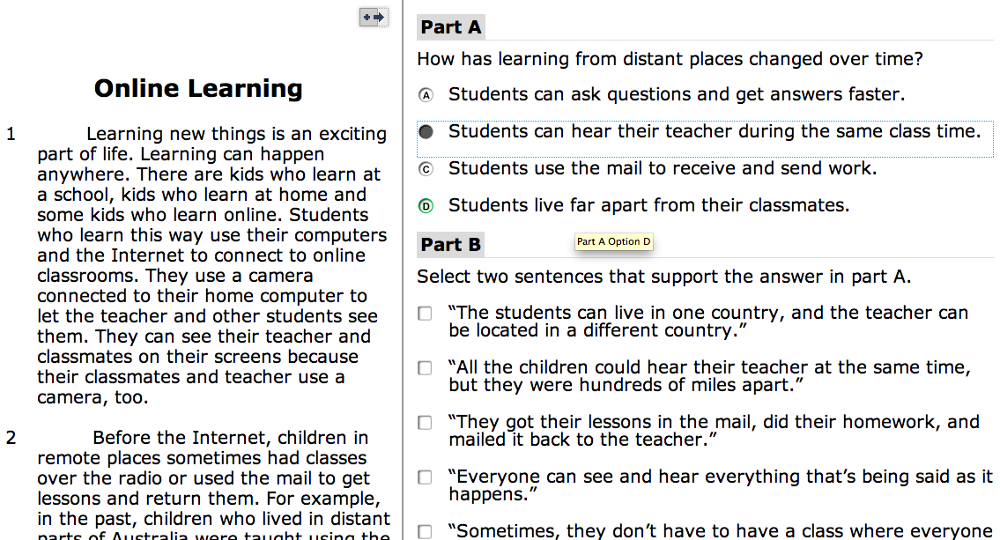 Online Learning
1 Learning new things is an exciting
part of life. Learning can happen
anywhere. There are kids who learn at
a school, kids who learn at home and
some kids who learn online. Students
who learn this way use their computers
and the Internet to connect to online
classrooms. They use a camera
connected to their home computer to
let the teacher and other students see
them. They can see their teacher and
classmates on their screens because
their classmates and teacher use a
camera, too.
2 Before the Internet, children in
remote places sometimes had classes
over the radio or used the mail to get
lessons and return them. For example,
in the past, children who lived in distant
parts of Australia were taught using the
Part A
How has learning from distant places changed over time?
A Students can ask questions and get answers faster.
Students can hear their teacher during the same class time.
C Students use the mail to receive and send work.
D Students live far apart from their classmates.
Part A Option D
Part B
Select two sentences that support the answer in part A.
“The students can live in one country, and the teacher can
be located in a different country.”
“All the children could hear their teacher at the same time,
but they were hundreds of miles apart.”
“They got their lessons in the mail, did their homework, and
mailed it back to the teacher.”
“Everyone can see and hear everything that’s being said as it
happens.”
“Sometimes, they don’t have to have a class where everyone